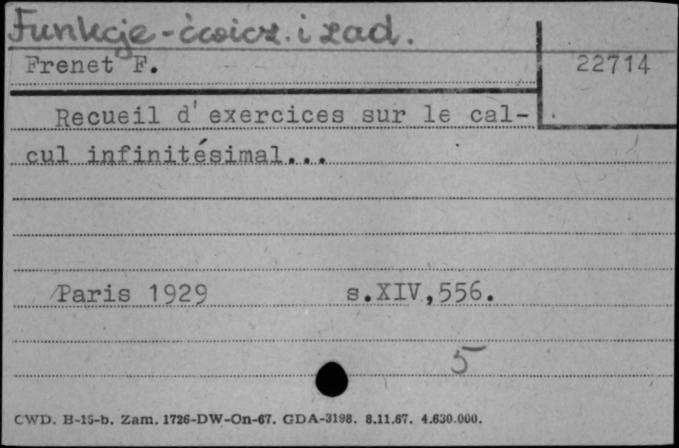 Funkcje - ćwicz. i zad.
Frenet F.
22714
Recueil d'exercices sur le cal-
cul infinitésimal...
Paris 1929 s.XIV,556.
5
CWD. B-15-b. Zam. 1726-DW-On-67. GDA-3198. 8.11.67. 4.630.000.